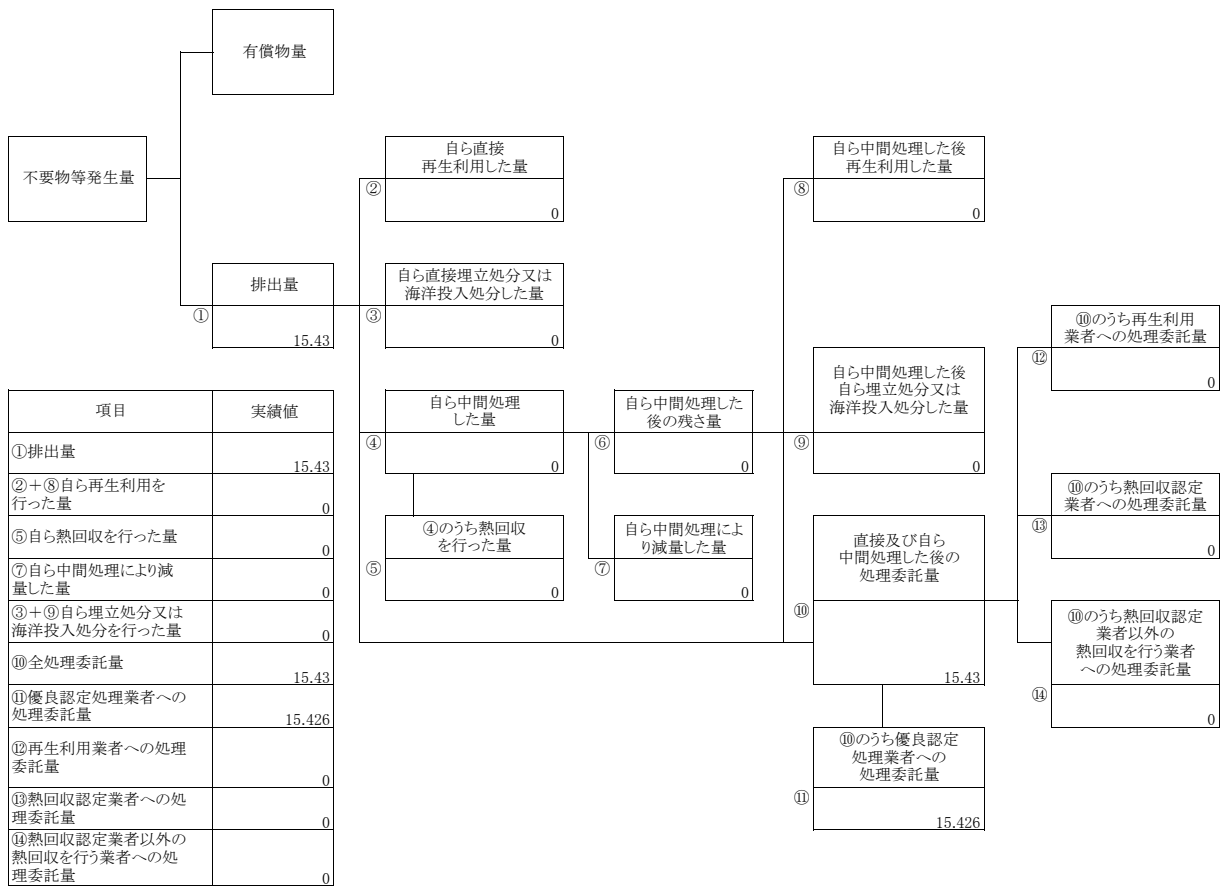 有償物量
不要物等発生量
排出量
①
15.43
自ら直接
再生利用した量
②
0
自ら直接埋立処分又は
海洋投入処分した量
③
0
自ら中間処理
した量
④
0
④のうち熱回収
を行った量
⑤
0
自ら中間処理した
後の残さ量
⑥
0
自ら中間処理によ
り減量した量
⑦
0
自ら中間処理した後
再生利用した量
⑧
0
自ら中間処理した後
自ら埋立処分又は
海洋投入処分した量
⑨
0
直接及び自ら
中間処理した後の
処理委託量
⑩
15.43
⑩のうち優良認定
処理業者への
処理委託量
⑪
15.426
⑩のうち再生利用
業者への処理委託量
⑫
0
⑩のうち熱回収認定
業者への処理委託量
⑬
0
⑩のうち熱回収認定
業者以外の
熱回収を行う業者
への処理委託量
⑭
0
項目 実績値
①排出量
15.43
②+⑧自ら再生利用を
行った量
0
⑤自ら熱回収を行った量
0
⑦自ら中間処理により減
量した量
0
③+⑨自ら埋立処分又は
海洋投入処分を行った量
0
⑩全処理委託量
15.43
⑪優良認定処理業者への
処理委託量
15.426
⑫再生利用業者への処理
委託量
0
⑬熱回収認定業者への処
理委託量
0
⑭熱回収認定業者以外の
熱回収を行う業者への処
理委託量
0